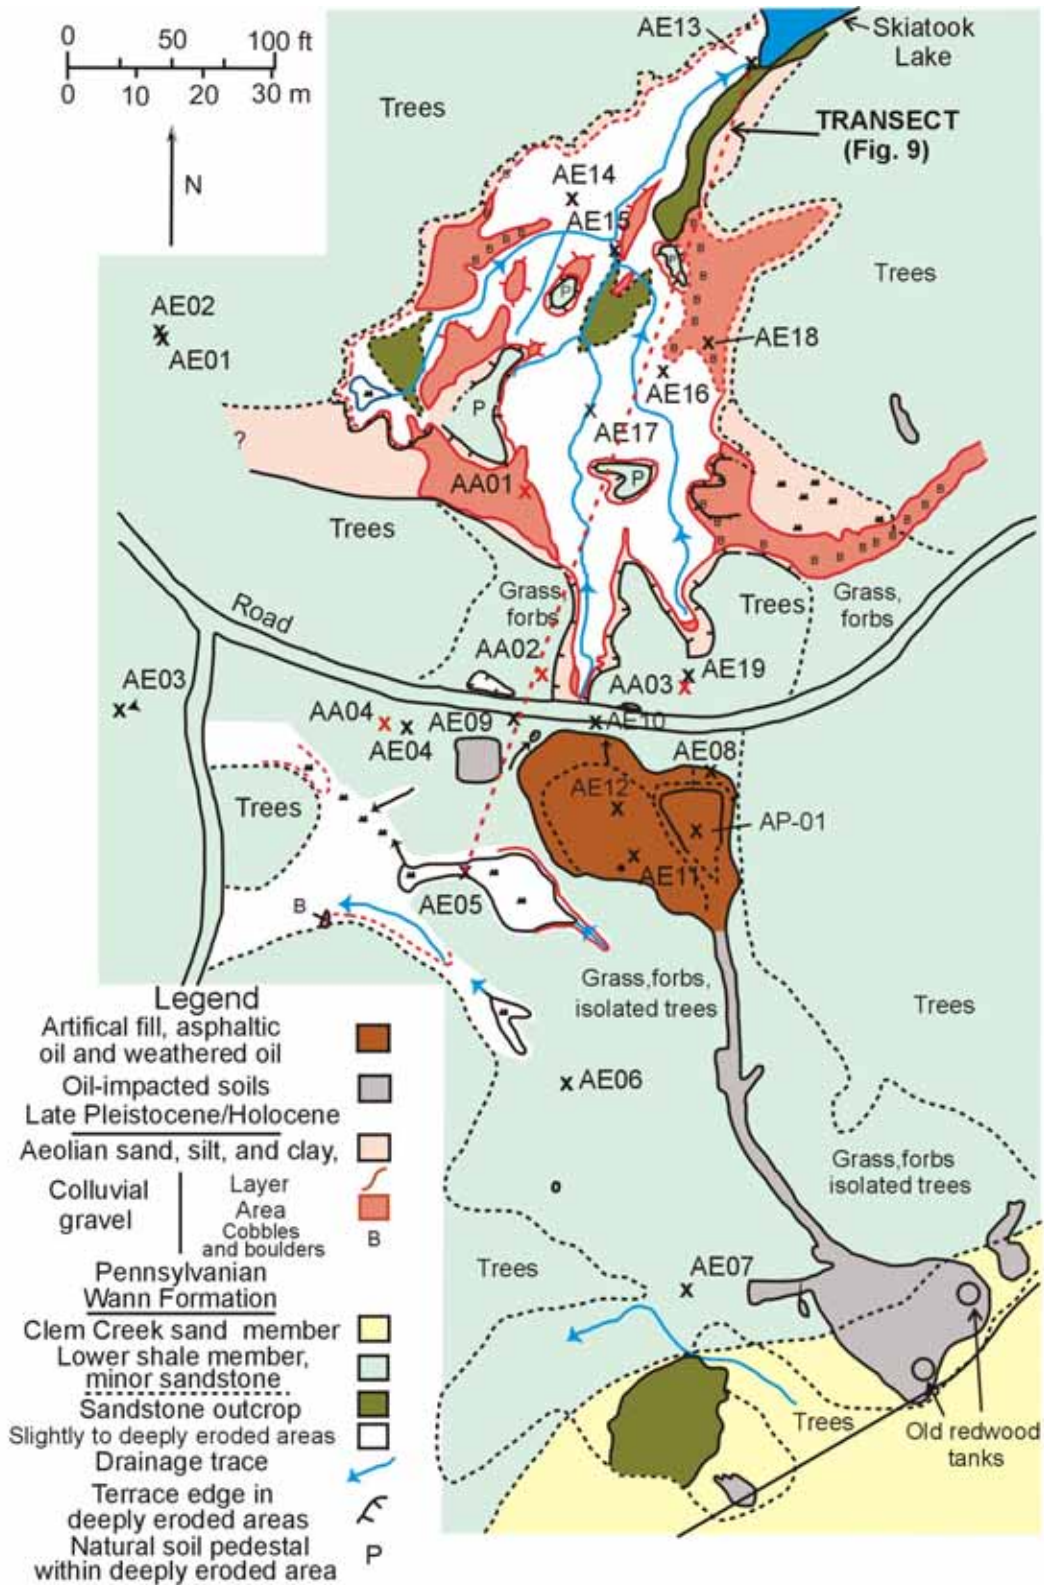 0 50 100 ft
0 10 20 30 m
N
AE13
Skiatook
Lake
Trees
TRANSECT
(Fig. 9)
AE14
AE15
B B B B
B
B
B
P
B
B
B
B
Trees
AE02
AE01
AE18
B
B
AE16
P
AE17
?
AA01
P
B
B
B
B
B
B
B
B
B
B
B
B
Trees
Grass,
forbs
Trees
Grass,
forbs
Road
AA02
AE19
AA03
AE03
AA04
AE09
AE10
AE04
AE08
AE12
Trees
AP-01
AE11
AE05
B
Grass,forbs,
isolated trees
Trees
AE06
Grass,forbs
isolated trees
Trees
AE07
Trees
Old redwood
tanks
Legend
Artifical fill, asphaltic
oil and weathered oil
Oil-impacted soils
Late Pleistocene/Holocene
Aeolian sand, silt, and clay,
Colluvial
gravel
Layer
Area
Cobbles
and boulders
B
Pennsylvanian
Wann Formation
Clem Creek sand member
Lower shale member,
minor sandstone
Sandstone outcrop
Slightly to deeply eroded areas
Drainage trace
Terrace edge in
deeply eroded areas
Natural soil pedestal
within deeply eroded area
P